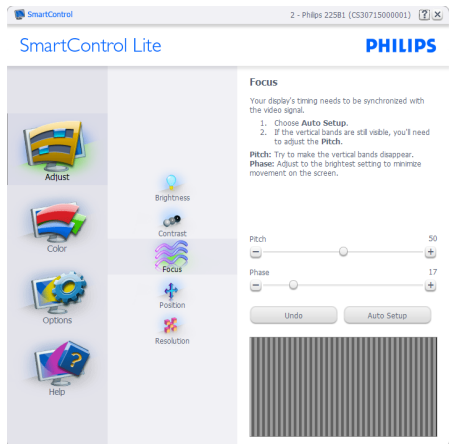 SmartControl
2 - Philips 225B1 (CS30715000001)
SmartControl Lite
PHILIPS
Adjust
Color
Options
Help
Brightness
Contrast
Focus
Position
Resolution
Focus
Your display's timing needs to be synchronized with
the video signal.
1. Choose Auto Setup.
2. If the vertical bands are still visible, you'll need
to adjust the Pitch.
Pitch: Try to make the vertical bands disappear.
Phase: Adjust to the brightest setting to minimize
movement on the screen.
Pitch 50
Phase 17
Undo Auto Setup